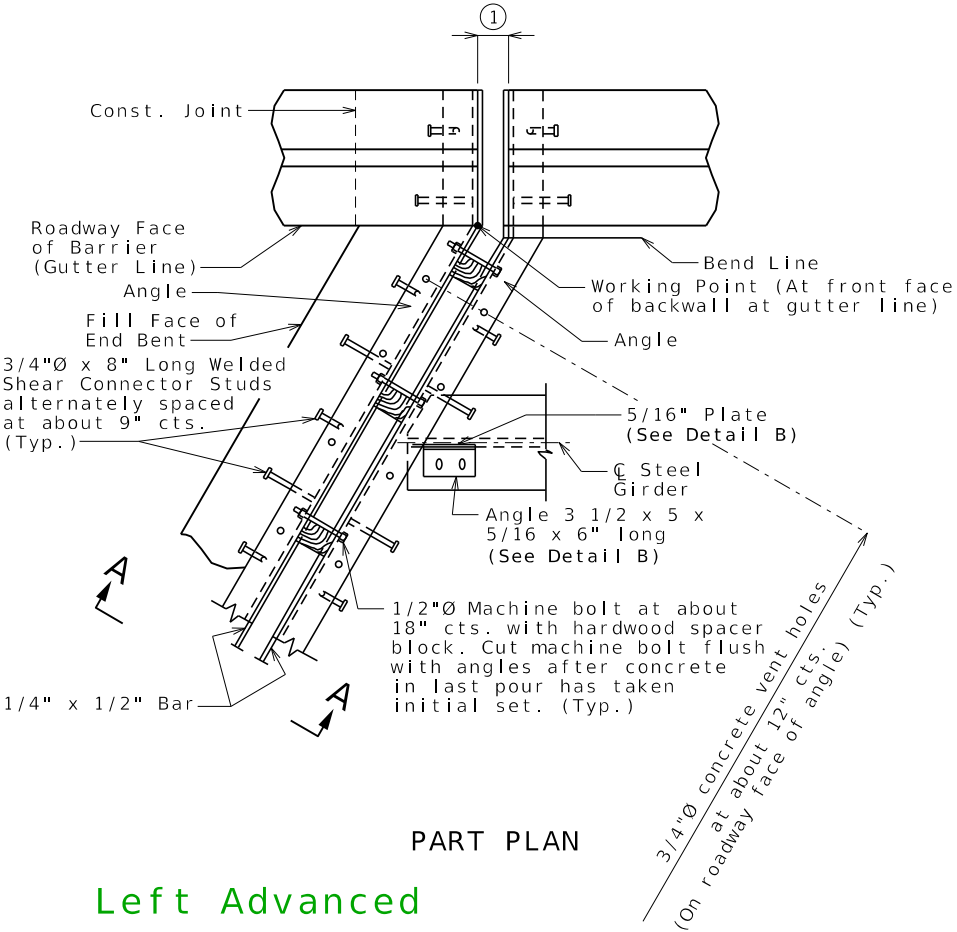 1
Const. Joint
Roadway Face
of Barrier
(Gutter Line)
Angle
Fill Face of
End Bent
3/4"Ø x 8" Long Welded
Shear Connector Studs
alternately spaced
at about 9" cts.
(Typ.)
Bend Line
Working Point (At front face
of backwall at gutter line)
Angle
5/16" Plate
(See Detail B)
℄ Steel
Girder
Angle 3 1/2 x 5 x
5/16 x 6" long
(See Detail B)
A
1/2"Ø Machine bolt at about
18" cts. with hardwood spacer
block. Cut machine bolt flush
with angles after concrete
in last pour has taken
initial set. (Typ.)
A
1/4" x 1/2" Bar
3/4"Ø concrete vent holes
at about 12" cts.
(On roadway face of angle) (Typ.)
PART PLAN
Left Advanced